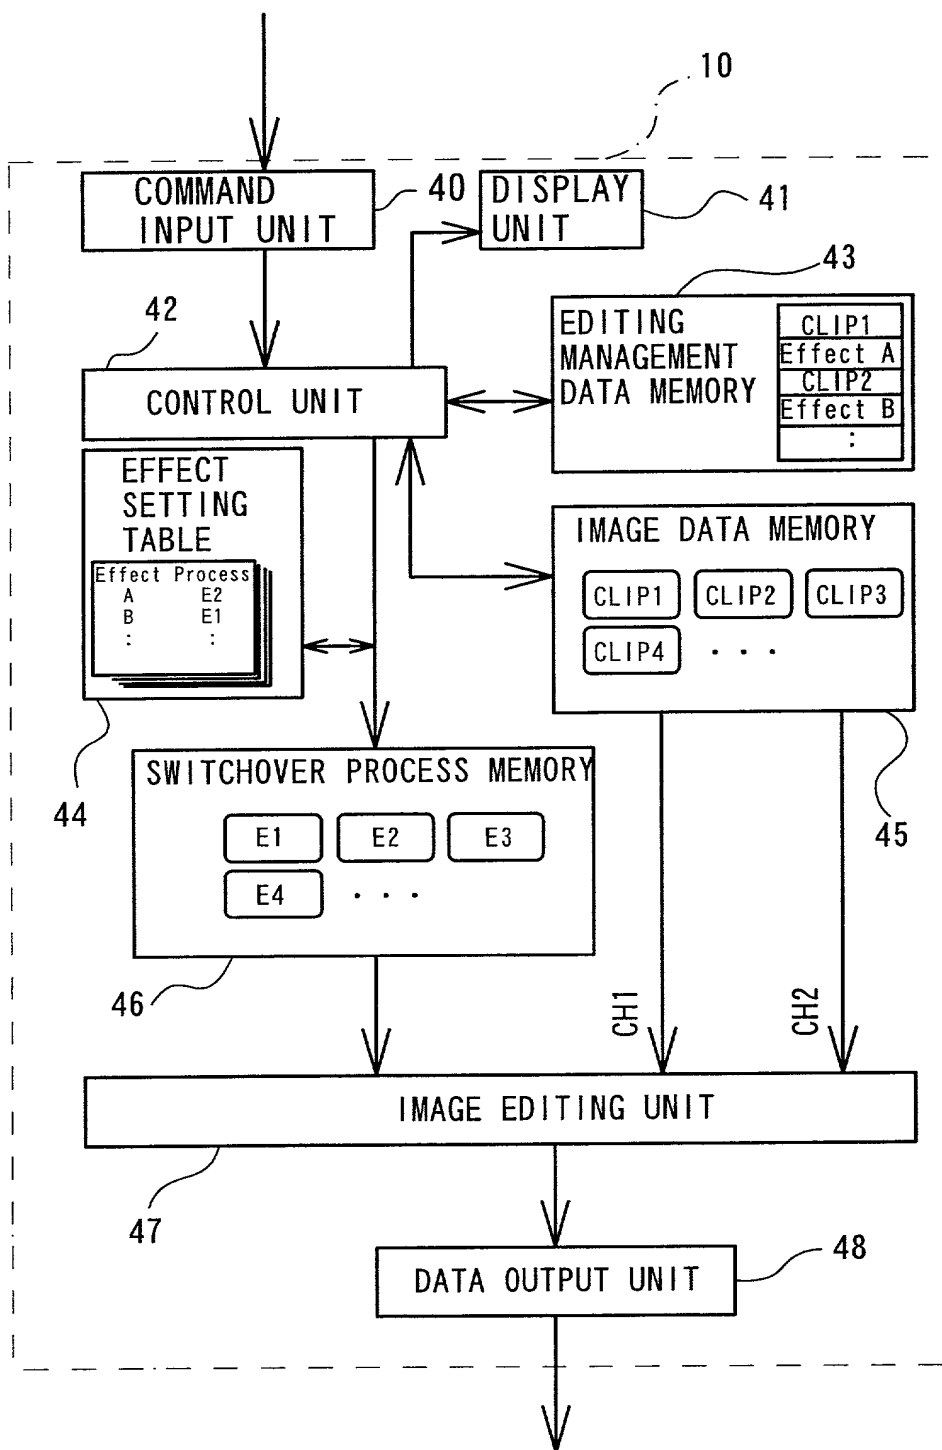 10
COMMAND
INPUT UNIT
40
DISPLAY
UNIT
41
42
43
CONTROL UNIT
EDITING
MANAGEMENT
DATA MEMORY
CLIP1
Effect A
CLIP2
Effect B
:
EFFECT
SETTING
TABLE
Effect Process
A E2
B E1
: :
44
IMAGE DATA MEMORY
CLIP1 CLIP2 CLIP3
CLIP4 ...
45
SWITCHOVER PROCESS MEMORY
E1 E2 E3
E4 ...
46
CH1
CH2
IMAGE EDITING UNIT
47
DATA OUTPUT UNIT
48